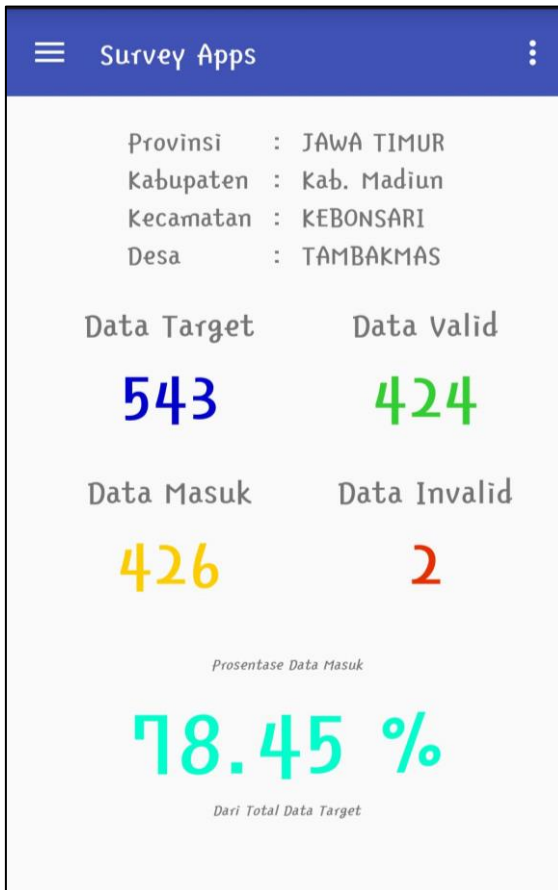 Survey Apps
Provinsi : JAWA TIMUR
Kabupaten : Kab. Madiun
Kecamatan : KEBONSARI
Desa : TAMBAKMAS
Data Target Data Valid
543 424
Data Masuk Data Invalid
426 2
Prosentase Data Masuk
78.45 %
Dari Total Data Target